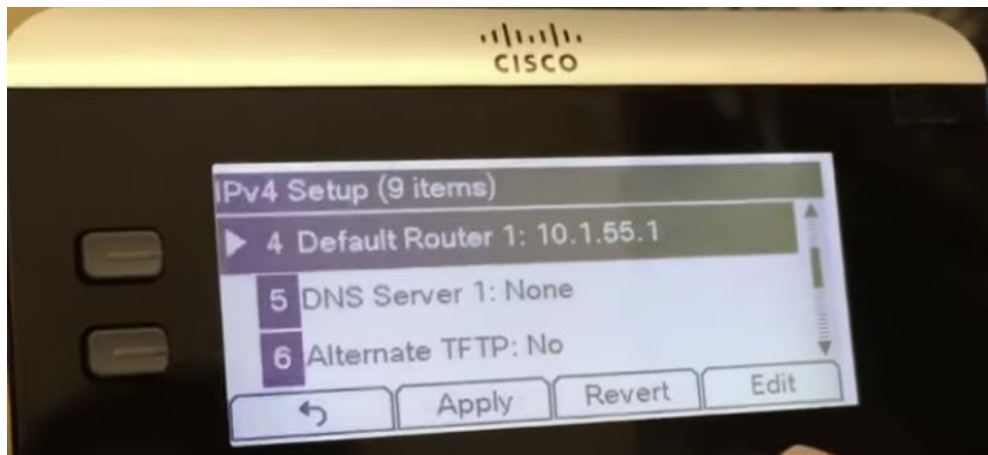 CISCO
IPv4 Setup (9 items)
4 Default Router 1: 10.1.55.1
5 DNS Server 1: None
6 Alternate TFTP: No
Apply Revert Edit